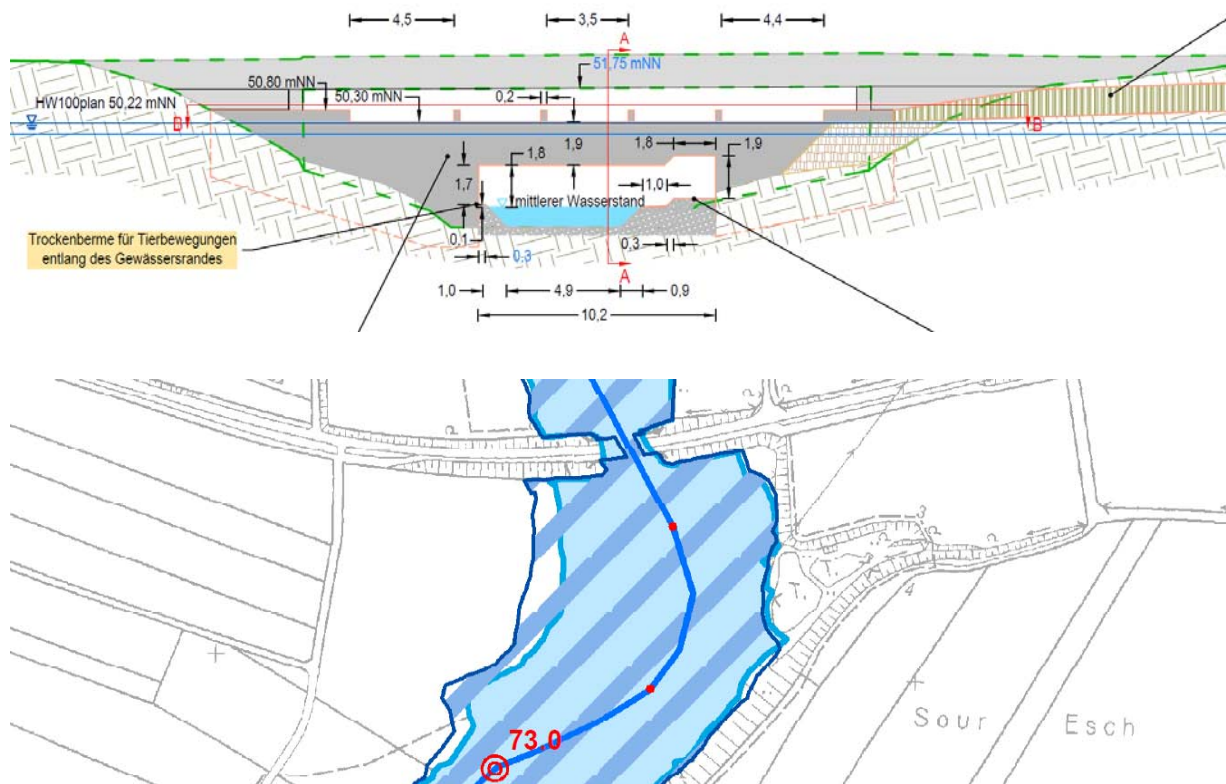 4,5
3,5
4,4
A
51,75 mNN
50,80 mNN
HW100plan 50,22 mNN
50,30 mNN
0,2
B
B
1,9
1,8
1,8
1,9
1,7
1,0
mittlerer Wasserstand
Trockenberme für Tierbewegungen
entlang des Gewässersrandes
0,1
0,3
0,3
A
1,0
4,9
0,9
10,2
73,0
Sour Esch